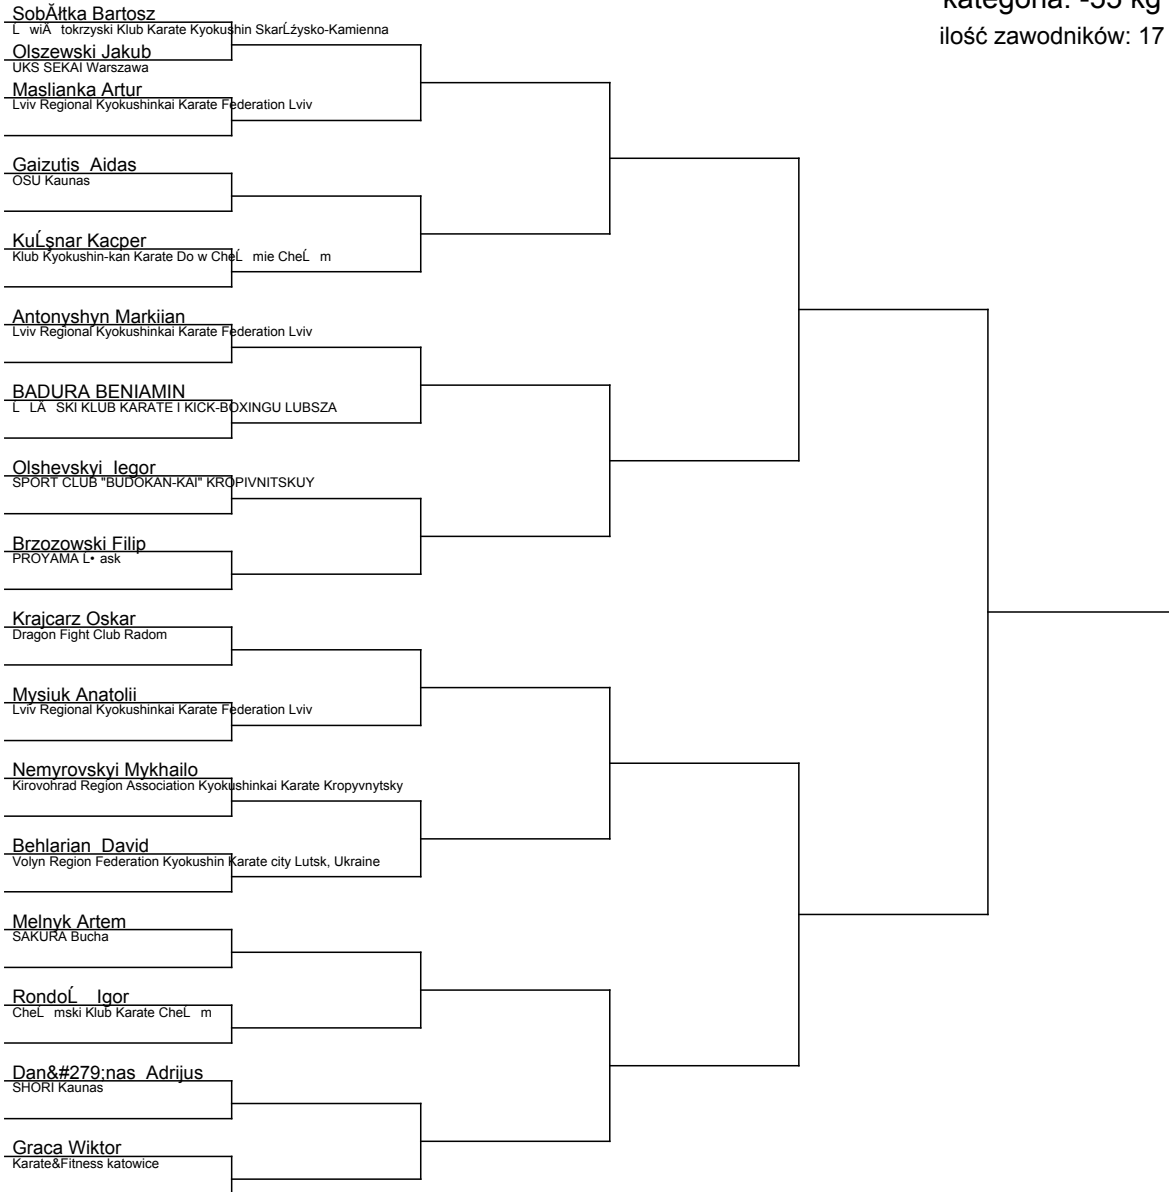 kategoria: -55 kg
ilość zawodników: 17
SobĂłtka Bartosz
Ĺ wiÄ tokrzyski Klub Karate Kyokushin SkarĹźysko-Kamienna
Olszewski Jakub
UKS SEKAI Warszawa
Maslianka Artur
Lviv Regional Kyokushinkai Karate Federation Lviv
Gaizutis Aidas
OSU Kaunas
KuĹşnar Kacper
Klub Kyokushin-kan Karate Do w CheĹ mie CheĹ m
Antonyshyn Markiian
Lviv Regional Kyokushinkai Karate Federation Lviv
BADURA BENIAMIN
Ĺ LÄ SKI KLUB KARATE I KICK-BOXINGU LUBSZA
Olshevskyi Iegor
SPORT CLUB "BUDOKAN-KAI" KROPIVNITSKUY
Brzozowski Filip
PROYAMA L• ask
Krajcarz Oskar
Dragon Fight Club Radom
Mysiuk Anatolii
Lviv Regional Kyokushinkai Karate Federation Lviv
Nemyrovskyi Mykhailo
Kirovohrad Region Association Kyokushinkai Karate Kropyvnytsky
Behlarian David
Volyn Region Federation Kyokushin Karate city Lutsk, Ukraine
Melnyk Artem
SAKURA Bucha
RondoĹ Igor
CheĹ mski Klub Karate CheĹ m
Dan&#279;nas Adrijus
SHORI Kaunas
Graca Wiktor
Karate&Fitness katowice